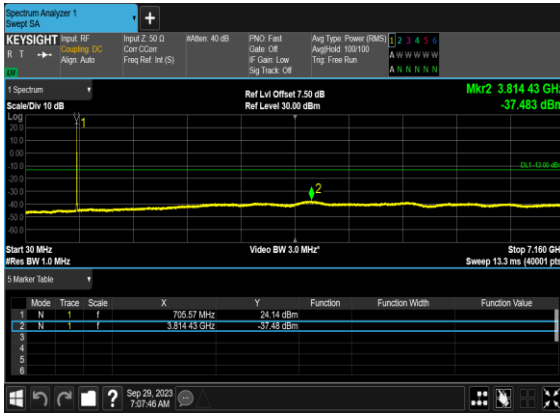 Spectrum Analyzer 1
Swept SA
KEYSIGHT Input: RF Input Z: 50 Ω #Atten: 40 dB PNO: Fast Avg Type: Power (RMS) 1 2 3 4 5 6
R T Coupling: DC Corr CCorr Gate: Off Avg|Hold: 100/100 A W W W W W
Align: Auto Freq Ref: Int (S) IF Gain: Low Trig: Free Run
LXI Sig Track: Off A N N N N N
1 Spectrum Ref Lvl Offset 7.50 dB Mkr2 3.814 43 GHz
Scale/Div 10 dB Ref Level 30.00 dBm -37.483 dBm
Log
20.0 1
10.0
0.00
-10.0 DL1 -13.00 dBm
-20.0
-30.0 2
-40.0
-50.0
-60.0
Start 30 MHz Video BW 3.0 MHz* Stop 7.160 GHz
#Res BW 1.0 MHz Sweep 13.3 ms (40001 pts)
5 Marker Table
Mode Trace Scale X Y Function Function Width Function Value
1 N 1 f 705.57 MHz 24.14 dBm
2 N 1 f 3.814 43 GHz -37.48 dBm
3
4
5
6
? Sep 29, 2023
7:07:46 AM